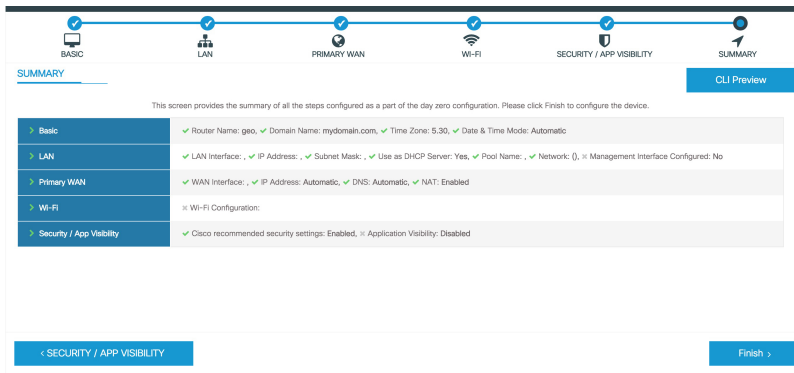 BASIC
LAN
PRIMARY WAN
WI-FI
SECURITY / APP VISIBILITY
SUMMARY
SUMMARY
CLI Preview
This screen provides the summary of all the steps configured as a part of the day zero configuration. Please click Finish to configure the device.
> Basic
✔ Router Name: geo, ✔ Domain Name: mydomain.com, ✔ Time Zone: 5.30, ✔ Date & Time Mode: Automatic
> LAN
✔ LAN Interface: , ✔ IP Address: , ✔ Subnet Mask: , ✔ Use as DHCP Server: Yes, ✔ Pool Name: , ✔ Network: (), ✖ Management Interface Configured: No
> Primary WAN
✔ WAN Interface: , ✔ IP Address: Automatic, ✔ DNS: Automatic, ✔ NAT: Enabled
> Wi-Fi
✖ Wi-Fi Configuration:
> Security / App Visibility
✔ Cisco recommended security settings: Enabled, ✖ Application Visibility: Disabled
< SECURITY / APP VISIBILITY
Finish >